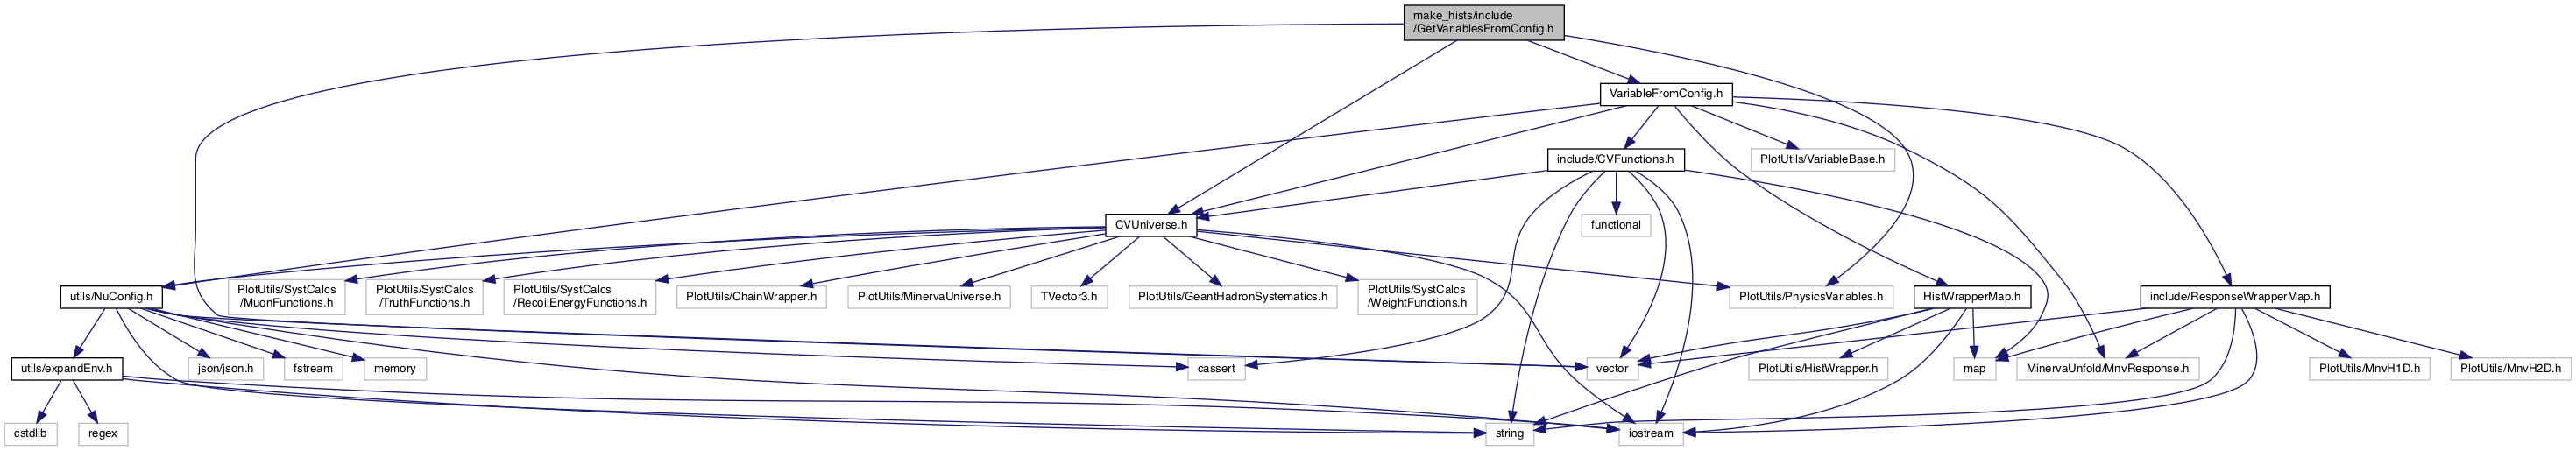 make_hists/include
/GetVariablesFromConfig.h
VariableFromConfig.h
include/CVFunctions.h
PlotUtils/VariableBase.h
CVUniverse.h
functional
utils/NuConfig.h
PlotUtils/SystCalcs
/MuonFunctions.h
PlotUtils/SystCalcs
/TruthFunctions.h
PlotUtils/SystCalcs
/RecoilEnergyFunctions.h
PlotUtils/ChainWrapper.h
PlotUtils/MinervaUniverse.h
TVector3.h
PlotUtils/GeantHadronSystematics.h
PlotUtils/SystCalcs
/WeightFunctions.h
PlotUtils/PhysicsVariables.h
HistWrapperMap.h
include/ResponseWrapperMap.h
utils/expandEnv.h
json/json.h
fstream
memory
cassert
vector
PlotUtils/HistWrapper.h
map
MinervaUnfold/MnvResponse.h
PlotUtils/MnvH1D.h
PlotUtils/MnvH2D.h
cstdlib
regex
string
iostream